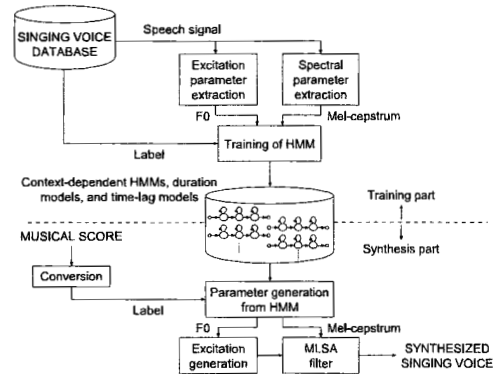 SINGING VOICE
DATABASE
Speech signal
Excitation
parameter
extraction
Spectral
parameter
extraction
F0
Mel-cepstrum
Training of HMM
Label
Context-dependent HMMs, duration
models, and time-lag models
Training part
Synthesis part
MUSICAL SCORE
Conversion
Label
Parameter generation
from HMM
F0
Mel-cepstrum
Excitation
generation
MLSA
filter
SYNTHESIZED
SINGING VOICE